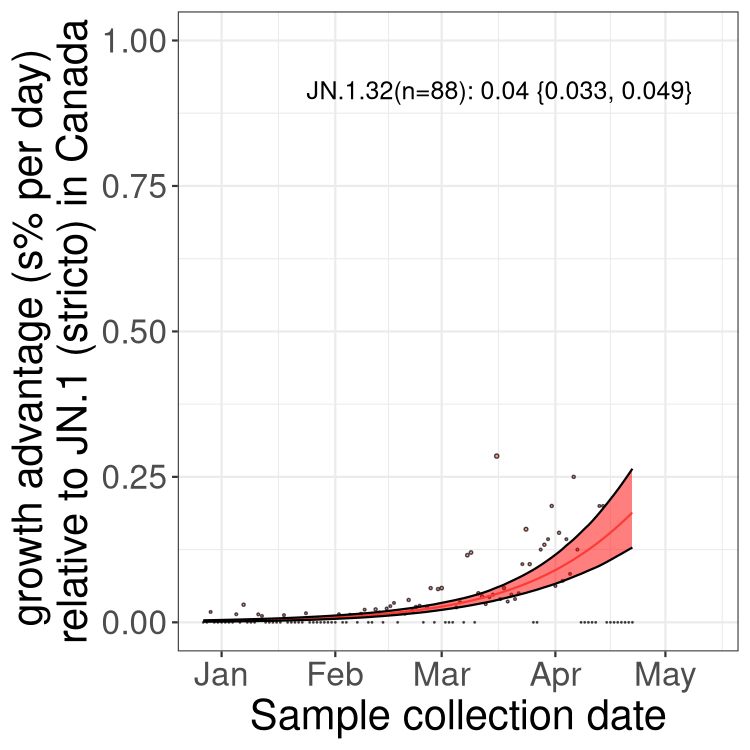 growth advantage (s% per day)
relative to JN.1 (stricto) in Canada
1.00
0.75
0.50
0.25
0.00
JN.1.32(n=88): 0.04 {0.033, 0.049}
Jan Feb Mar Apr May
Sample collection date